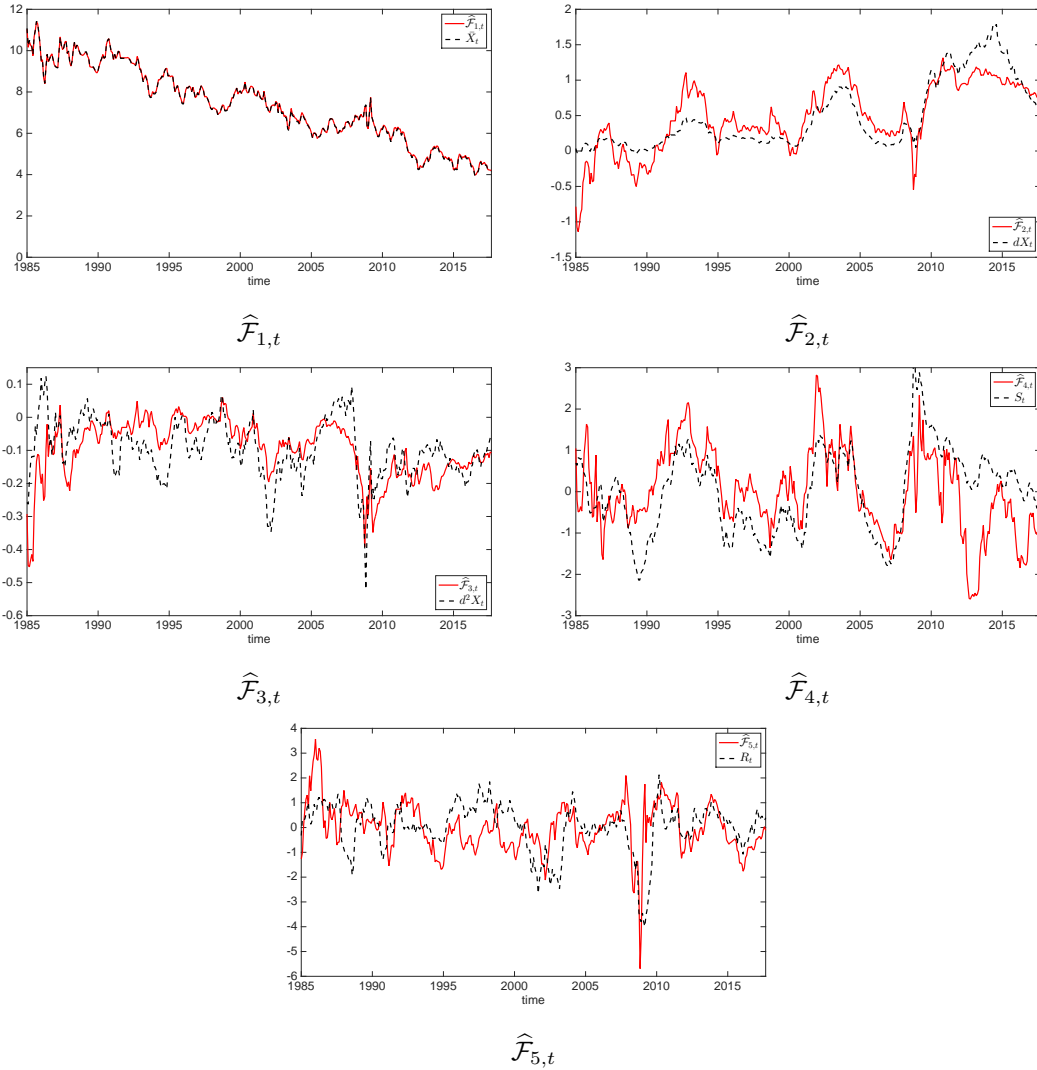 12
10
8
6
4
2
0
1985 1990 1995 2000 2005 2010 2015
time
$\widehat{\mathcal{F}}_{1,t}$
$\bar{X}_t$
$\widehat{\mathcal{F}}_{1,t}$
2
1.5
1
0.5
0
-0.5
-1
-1.5
1985 1990 1995 2000 2005 2010 2015
time
$\widehat{\mathcal{F}}_{2,t}$
$dX_t$
$\widehat{\mathcal{F}}_{2,t}$
0.1
0
-0.1
-0.2
-0.3
-0.4
-0.5
-0.6
1985 1990 1995 2000 2005 2010 2015
time
$\widehat{\mathcal{F}}_{3,t}$
$d^2X_t$
$\widehat{\mathcal{F}}_{3,t}$
3
2
1
0
-1
-2
-3
1985 1990 1995 2000 2005 2010 2015
time
$\widehat{\mathcal{F}}_{4,t}$
$S_t$
$\widehat{\mathcal{F}}_{4,t}$
4
3
2
1
0
-1
-2
-3
-4
-5
-6
1985 1990 1995 2000 2005 2010 2015
time
$\widehat{\mathcal{F}}_{5,t}$
$R_t$
$\widehat{\mathcal{F}}_{5,t}$